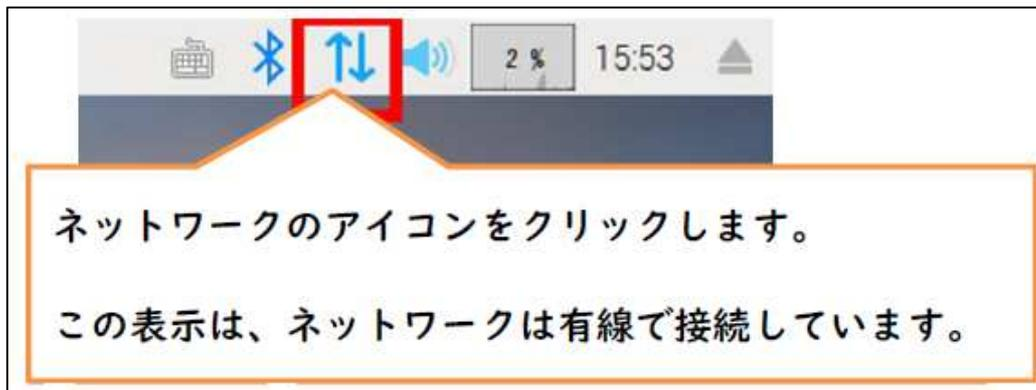 2 % 15:53
ネットワークのアイコンをクリックします。
この表示は、ネットワークは有線で接続しています。